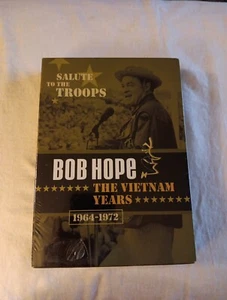 SALUTE
TO THE
TROOPS
BOB HOPE
THE VIETNAM
YEARS
1964-1972